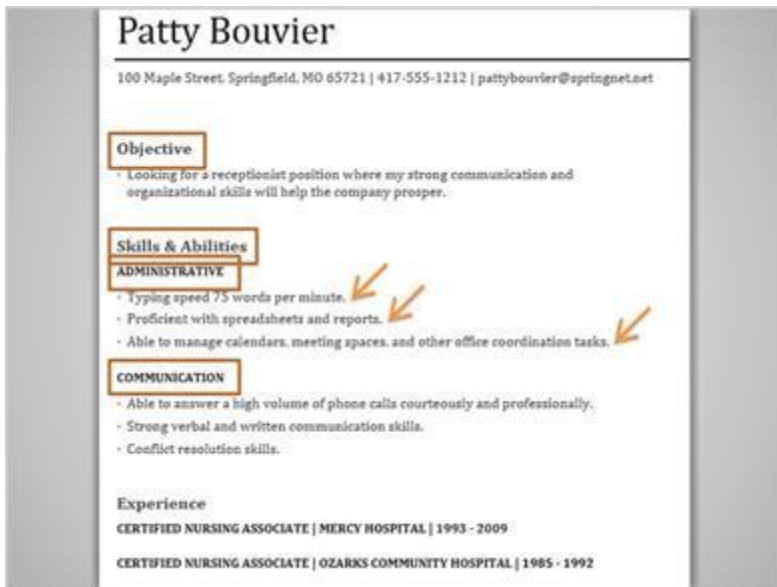 Patty Bouvier
100 Maple Street. Springfield, MO 65721 | 417-555-1212 | pattybouvier@springnet.net
Objective
· Looking for a receptionist position where my strong communication and
organizational skills will help the company prosper.
Skills & Abilities
ADMINISTRATIVE
· Typing speed 75 words per minute.
· Proficient with spreadsheets and reports.
· Able to manage calendars, meeting spaces, and other office coordination tasks.
COMMUNICATION
· Able to answer a high volume of phone calls courteously and professionally.
· Strong verbal and written communication skills.
· Conflict resolution skills.
Experience
CERTIFIED NURSING ASSOCIATE | MERCY HOSPITAL | 1993 - 2009
CERTIFIED NURSING ASSOCIATE | OZARKS COMMUNITY HOSPITAL | 1985 - 1992